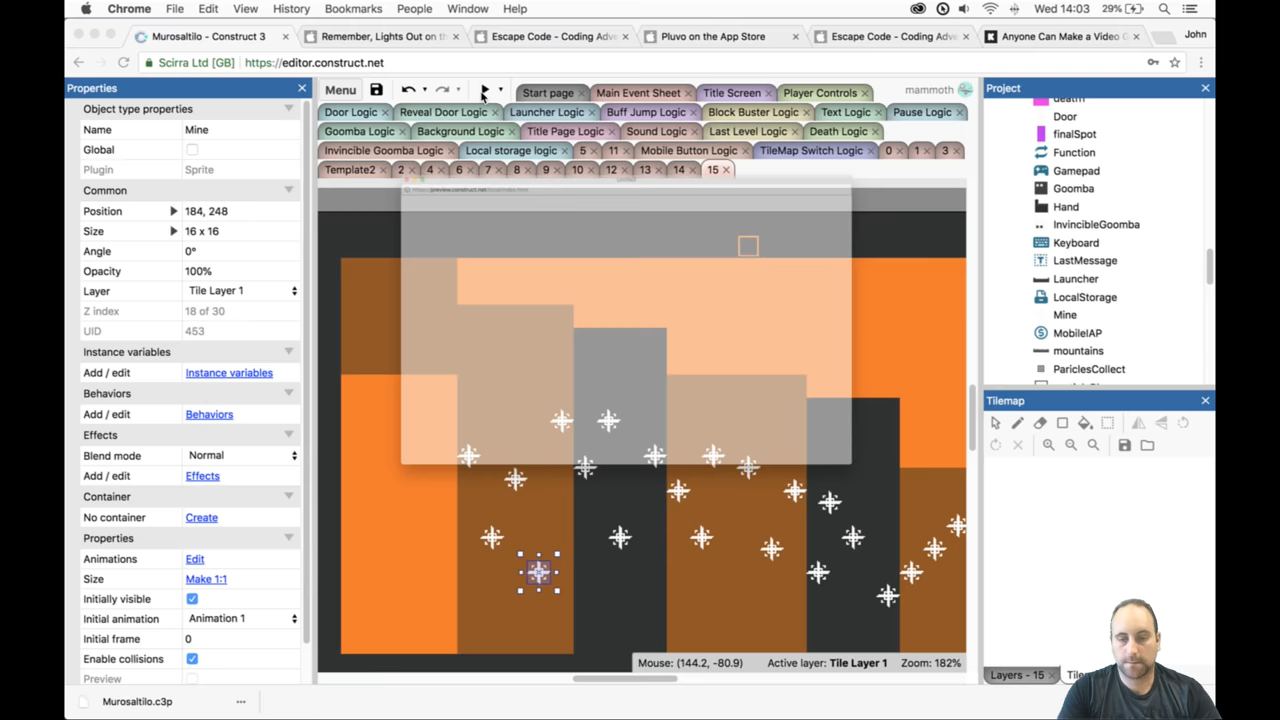 Chrome File Edit View History Bookmarks People Window Help
Wed 14:03 29%
Murosaltilo - Construct 3
Remember, Lights Out on th
Escape Code - Coding Adve
Pluvo on the App Store
Escape Code - Coding Adve
Anyone Can Make a Video G
John
Scirra Ltd [GB] https://editor.construct.net
Properties
Menu
Start page
Main Event Sheet
Title Screen
Player Controls
mammoth
Door Logic
Reveal Door Logic
Launcher Logic
Buff Jump Logic
Block Buster Logic
Text Logic
Pause Logic
Goomba Logic
Background Logic
Title Page Logic
Sound Logic
Last Level Logic
Death Logic
Invincible Goomba Logic
Local storage logic
5 11
Mobile Button Logic
TileMap Switch Logic
0 1 3
Template2 2 4 6 7 8 9 10 12 13 14 15
Object type properties
Name Mine
Global
Plugin Sprite
Common
Position 184, 248
Size 16 x 16
Angle 0°
Opacity 100%
Layer Tile Layer 1
Z index 18 of 30
UID 453
Instance variables
Add / edit Instance variables
Behaviors
Add / edit Behaviors
Effects
Blend mode Normal
Add / edit Effects
Container
No container Create
Properties
Animations Edit
Size Make 1:1
Initially visible
Initial animation Animation 1
Initial frame 0
Enable collisions
Preview
Mouse: (144.2, -80.9) Active layer: Tile Layer 1 Zoom: 182%
Project
Door
finalSpot
Function
Gamepad
Goomba
Hand
InvincibleGoomba
Keyboard
LastMessage
Launcher
LocalStorage
Mine
MobileIAP
mountains
PariclesCollect
Tilemap
Layers - 15
Murosaltilo.c3p